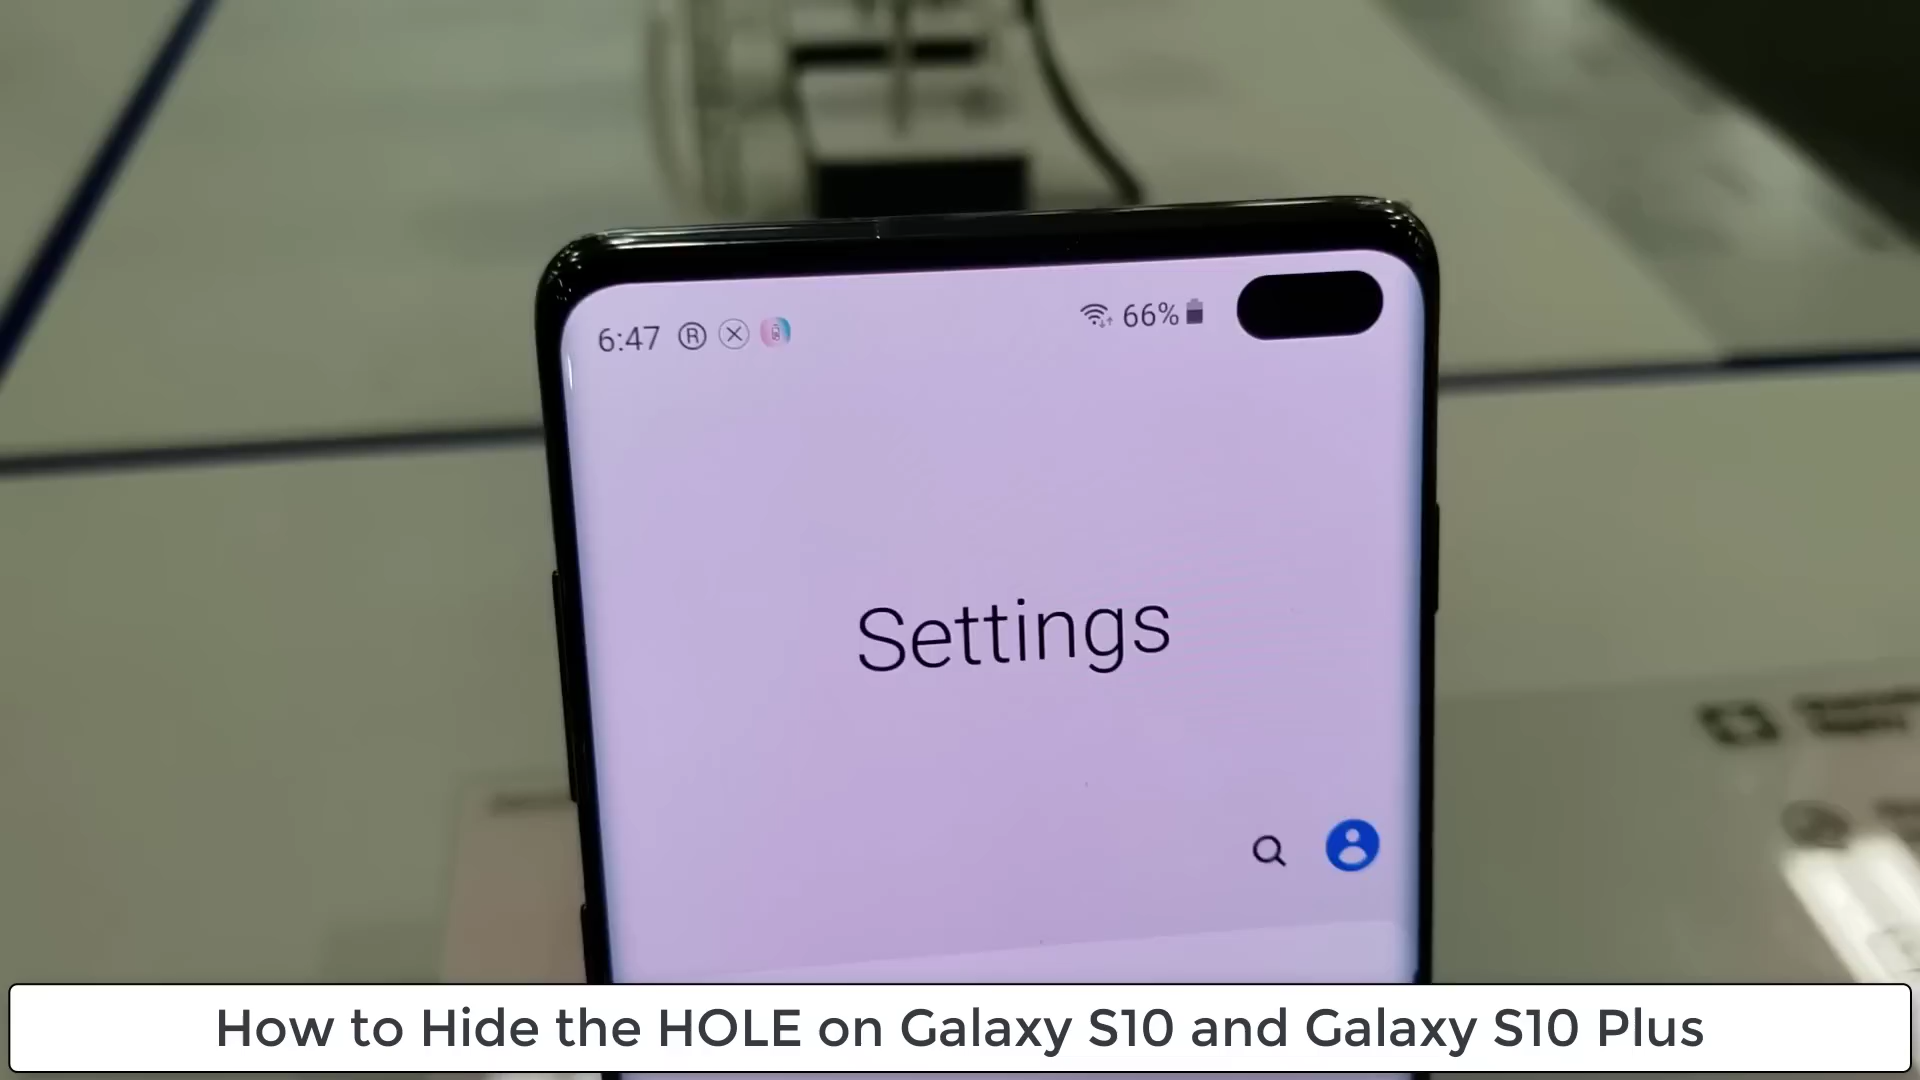 6:47 R 66%
Settings
How to Hide the HOLE on Galaxy S10 and Galaxy S10 Plus